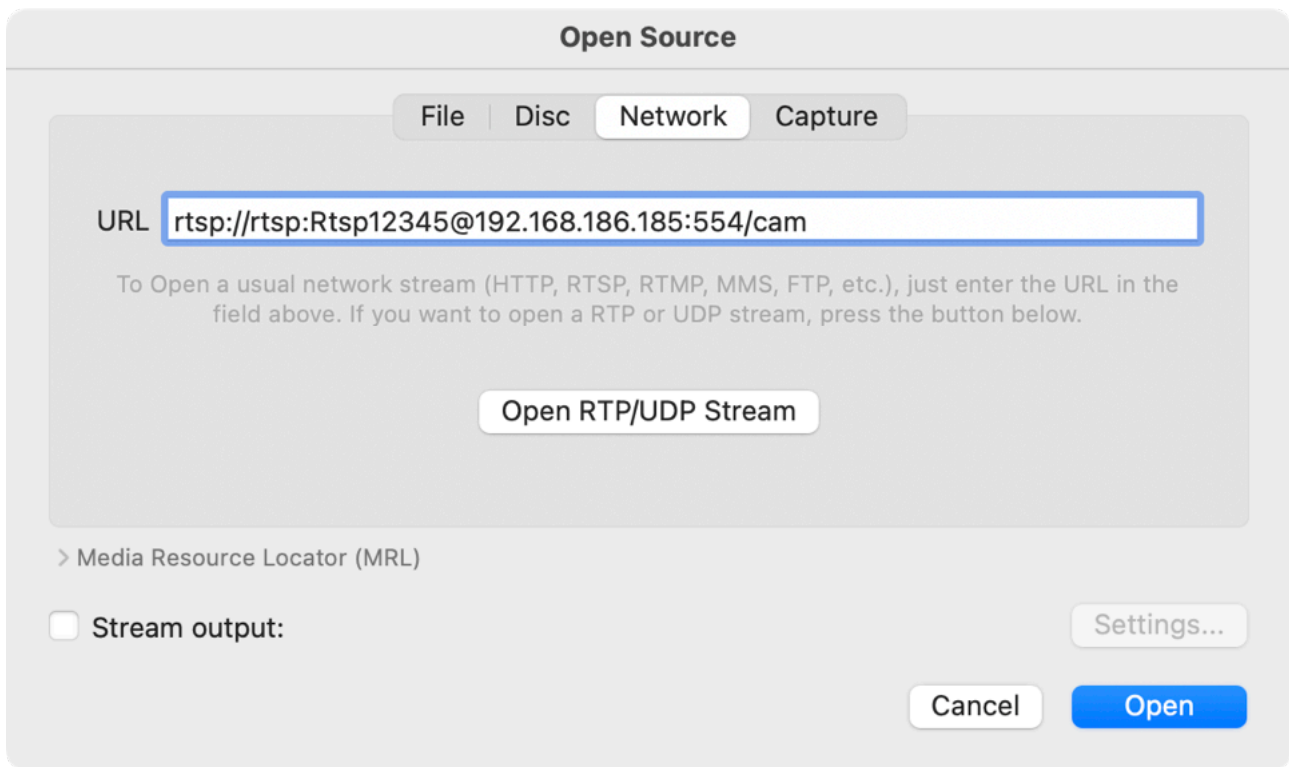 Open Source
File
Disc
Network
Capture
URL
rtsp://rtsp:Rtsp12345@192.168.186.185:554/cam
To Open a usual network stream (HTTP, RTSP, RTMP, MMS, FTP, etc.), just enter the URL in the
field above. If you want to open a RTP or UDP stream, press the button below.
Open RTP/UDP Stream
Media Resource Locator (MRL)
Stream output:
Settings...
Cancel
Open